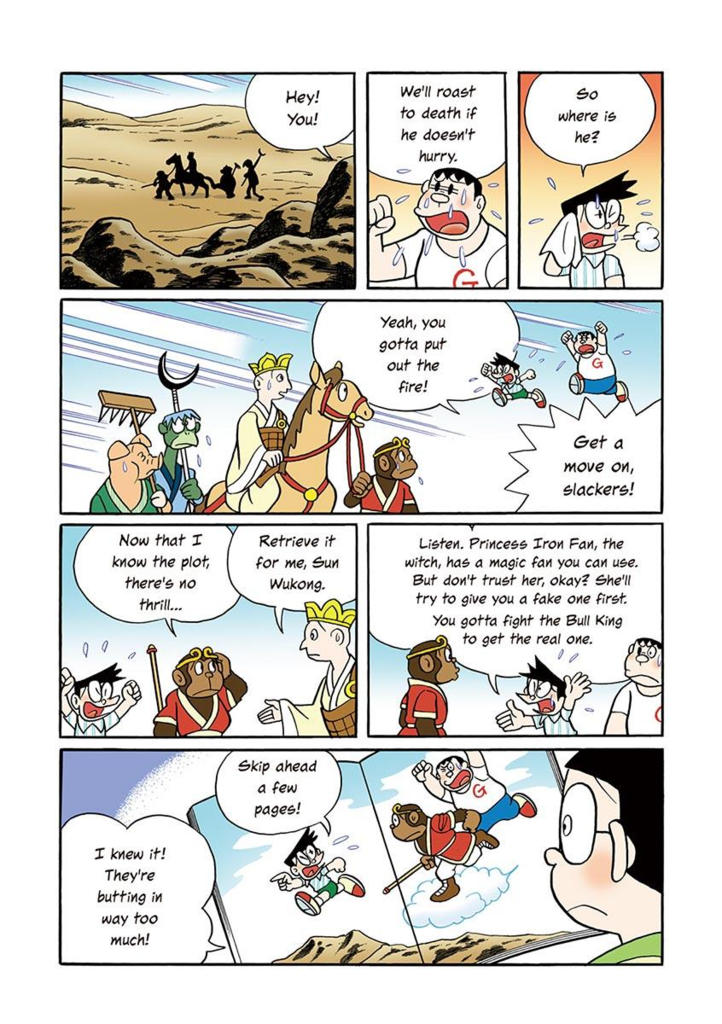 Hey!
You!
We'll roast
to death if
he doesn't
hurry.
G
So
where is
he?
Yeah, you
gotta put
out the
fire!
G
Get a
move on,
slackers!
Now that I
know the plot,
there's no
thrill...
Retrieve it
for me, Sun
Wukong.
Listen. Princess Iron Fan, the
witch, has a magic fan you can use.
But don't trust her, okay? She'll
try to give you a fake one first.
You gotta fight the Bull King
to get the real one.
G
Skip ahead
a few
pages!
G
I knew it!
They're
butting in
way too
much!